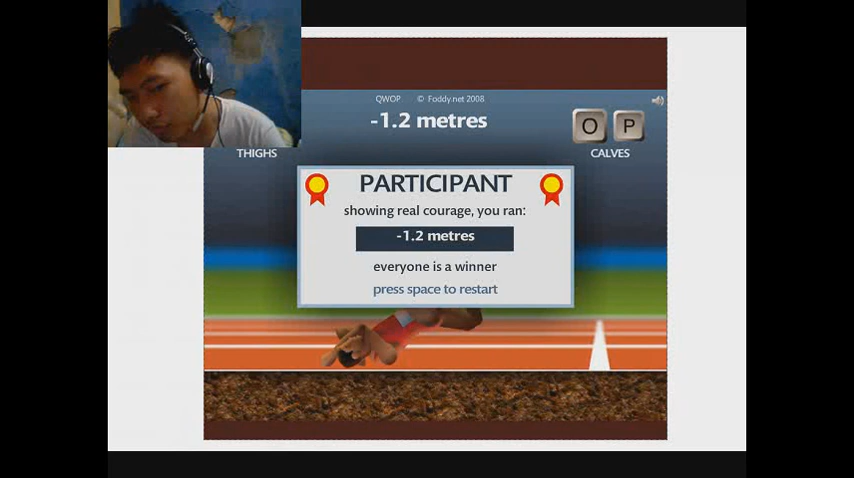 QWOP © Foddy.net 2008
-1.2 metres
O P
THIGHS CALVES
PARTICIPANT
showing real courage, you ran:
-1.2 metres
everyone is a winner
press space to restart